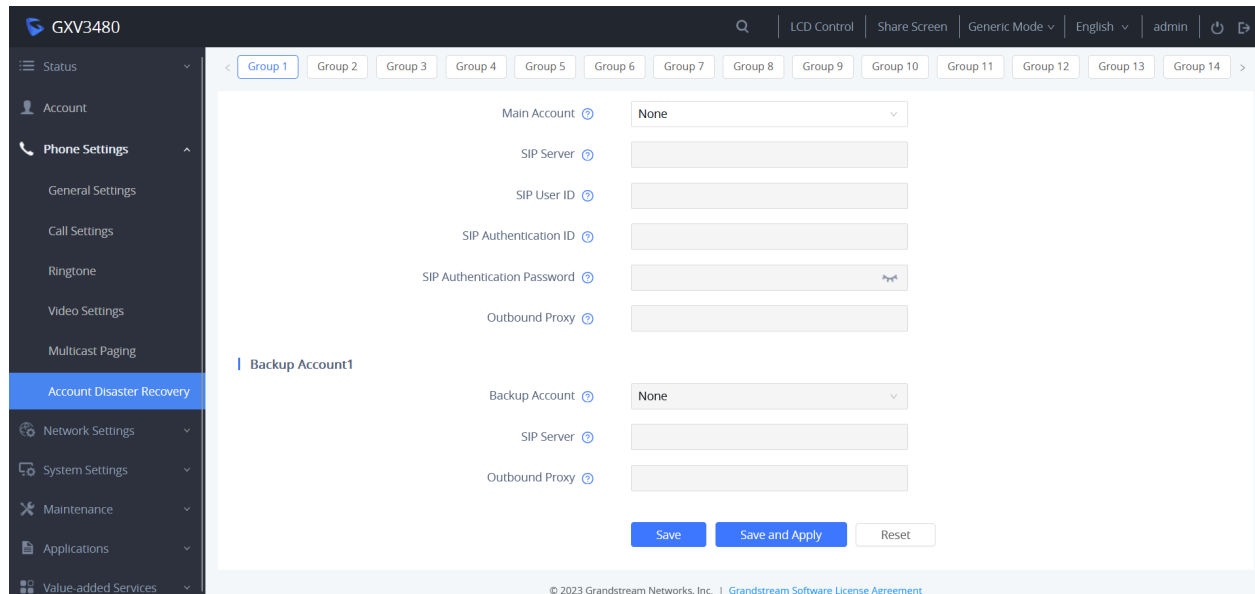 GXV3480
LCD Control
Share Screen
Generic Mode
English
admin
Status
Account
Phone Settings
General Settings
Call Settings
Ringtone
Video Settings
Multicast Paging
Account Disaster Recovery
Network Settings
System Settings
Maintenance
Applications
Value-added Services
< Group 1 Group 2 Group 3 Group 4 Group 5 Group 6 Group 7 Group 8 Group 9 Group 10 Group 11 Group 12 Group 13 Group 14 >
Main Account ? None
SIP Server ?
SIP User ID ?
SIP Authentication ID ?
SIP Authentication Password ?
Outbound Proxy ?
Backup Account1
Backup Account ? None
SIP Server ?
Outbound Proxy ?
Save Save and Apply Reset
© 2023 Grandstream Networks, Inc. | Grandstream Software License Agreement